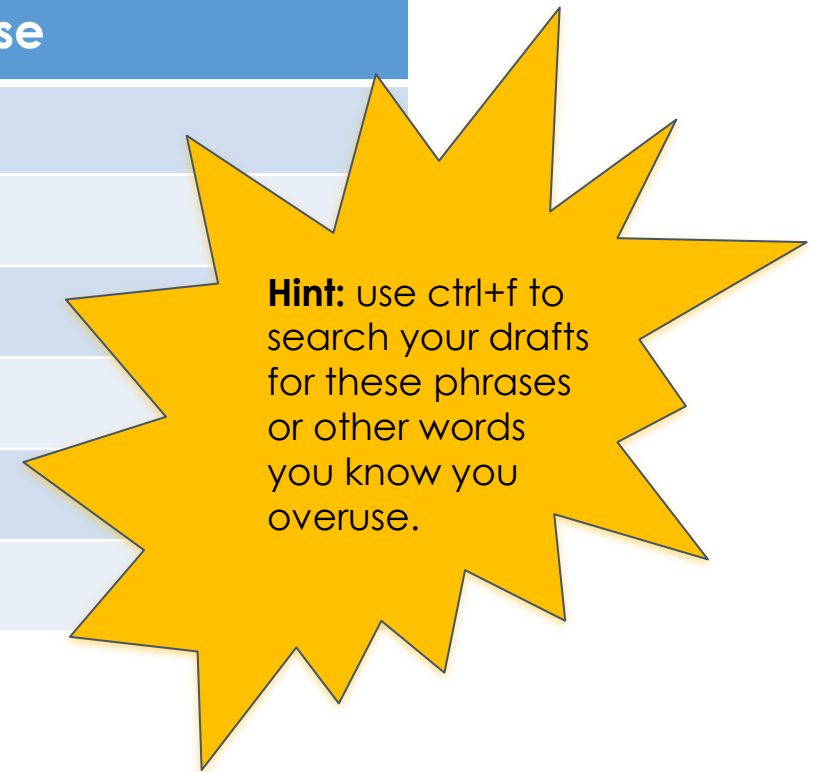 se
Hint: use ctrl+f to
search your drafts
for these phrases
or other words
you know you
overuse.